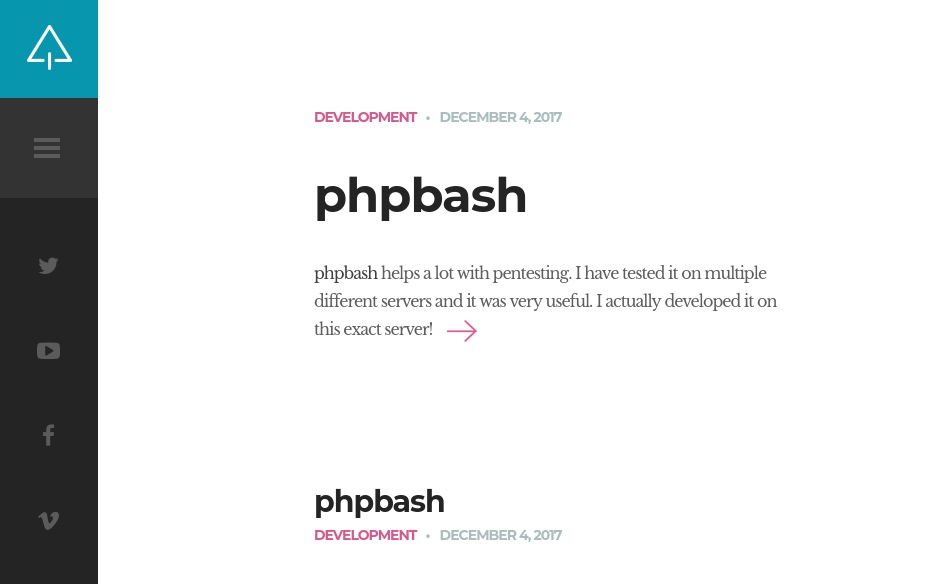 DEVELOPMENT • DECEMBER 4, 2017
phpbash
phpbash helps a lot with pentesting. I have tested it on multiple
different servers and it was very useful. I actually developed it on
this exact server!
phpbash
DEVELOPMENT • DECEMBER 4, 2017